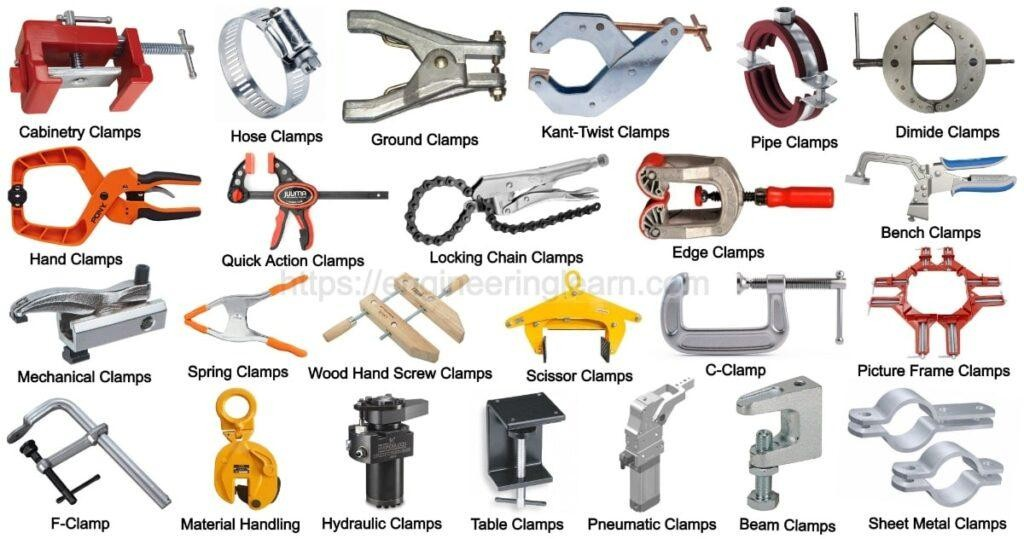 Cabinetry Clamps
Hose Clamps
Ground Clamps
Kant-Twist Clamps
Pipe Clamps
Dimide Clamps
PONY
JUUMA
Hand Clamps
Quick Action Clamps
Locking Chain Clamps
Edge Clamps
Bench Clamps
https://engineeringlearn.com
Mechanical Clamps
Spring Clamps
Wood Hand Screw Clamps
Scissor Clamps
C-Clamp
Picture Frame Clamps
F-Clamp
Material Handling
Hydraulic Clamps
Table Clamps
Pneumatic Clamps
Beam Clamps
Sheet Metal Clamps